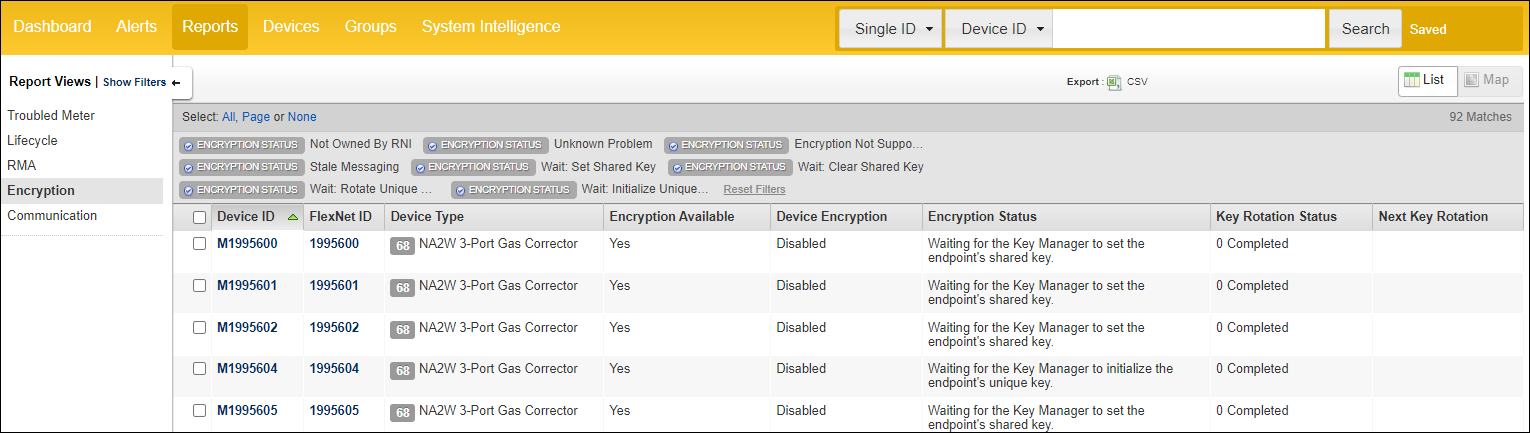 Dashboard Alerts Reports Devices Groups System Intelligence Single ID Device ID Search Saved
Report Views | Show Filters
Export : CSV List Map
Troubled Meter
Lifecycle
RMA
Encryption
Communication
Select: All, Page or None 92 Matches
ENCRYPTION STATUS Not Owned By RNI ENCRYPTION STATUS Unknown Problem ENCRYPTION STATUS Encryption Not Suppo...
ENCRYPTION STATUS Stale Messaging ENCRYPTION STATUS Wait: Set Shared Key ENCRYPTION STATUS Wait: Clear Shared Key
ENCRYPTION STATUS Wait: Rotate Unique ... ENCRYPTION STATUS Wait: Initialize Unique... Reset Filters
Device ID FlexNet ID Device Type Encryption Available Device Encryption Encryption Status Key Rotation Status Next Key Rotation
M1995600 1995600 68 NA2W 3-Port Gas Corrector Yes Disabled Waiting for the Key Manager to set the 0 Completed
endpoint's shared key.
M1995601 1995601 68 NA2W 3-Port Gas Corrector Yes Disabled Waiting for the Key Manager to set the 0 Completed
endpoint's shared key.
M1995602 1995602 68 NA2W 3-Port Gas Corrector Yes Disabled Waiting for the Key Manager to set the 0 Completed
endpoint's shared key.
M1995604 1995604 68 NA2W 3-Port Gas Corrector Yes Disabled Waiting for the Key Manager to initialize the 0 Completed
endpoint's unique key.
M1995605 1995605 68 NA2W 3-Port Gas Corrector Yes Disabled Waiting for the Key Manager to set the 0 Completed
endpoint's shared key.